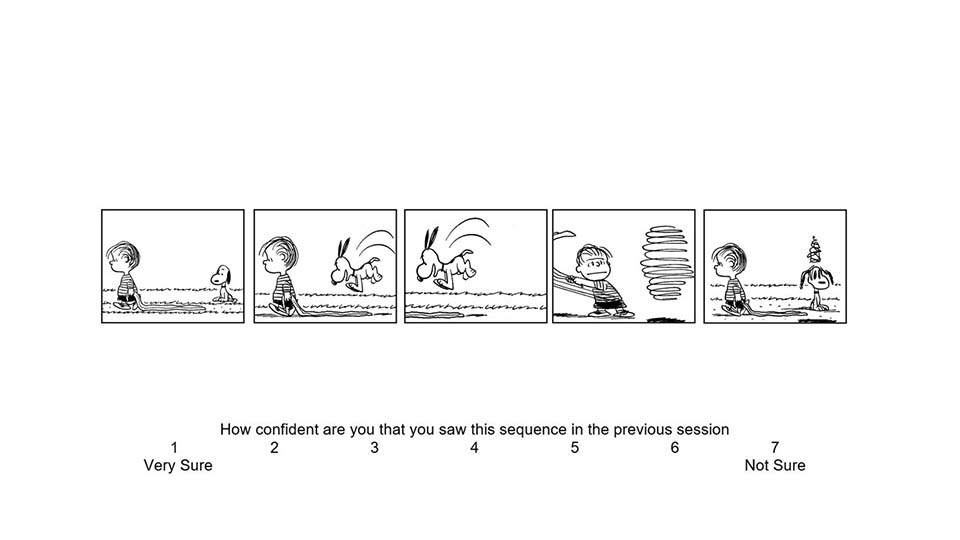 How confident are you that you saw this sequence in the previous session
1 2 3 4 5 6 7
Very Sure Not Sure